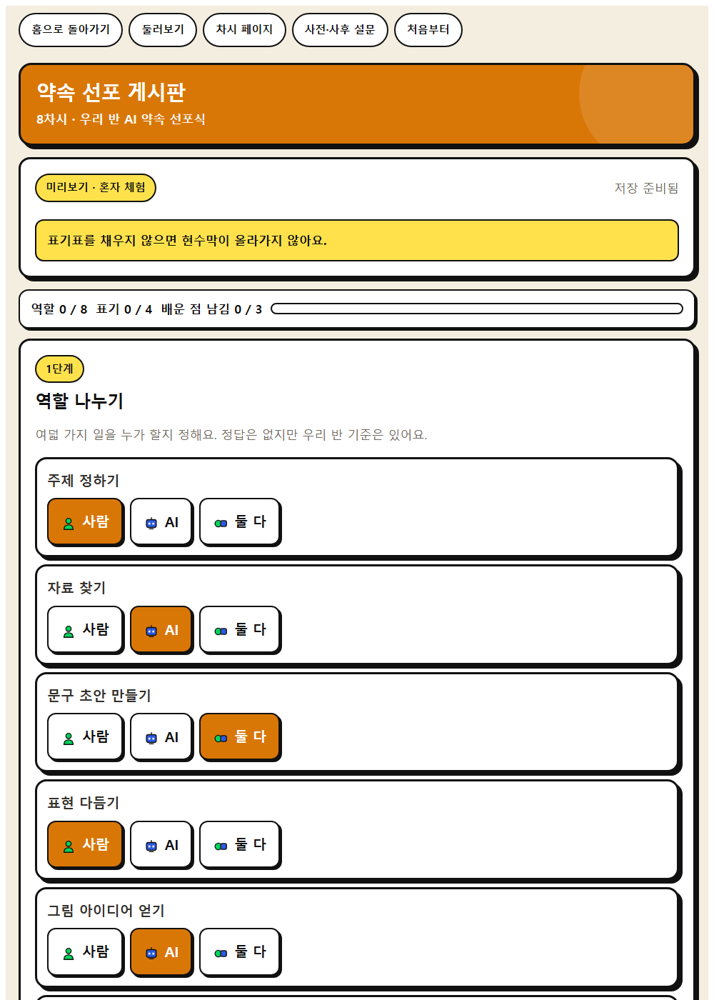 홈으로 돌아가기 둘러보기 차시 페이지 사전·사후 설문 처음부터
약속 선포 게시판
8차시 · 우리 반 AI 약속 선포식
미리보기 · 혼자 체험 저장 준비됨
표기표를 채우지 않으면 현수막이 올라가지 않아요.
역할 0 / 8 표기 0 / 4 배운 점 남김 0 / 3
1단계
역할 나누기
여덟 가지 일을 누가 할지 정해요. 정답은 없지만 우리 반 기준은 있어요.
주제 정하기
사람 AI 둘 다
자료 찾기
사람 AI 둘 다
문구 초안 만들기
사람 AI 둘 다
표현 다듬기
사람 AI 둘 다
그림 아이디어 얻기
사람 AI 둘 다